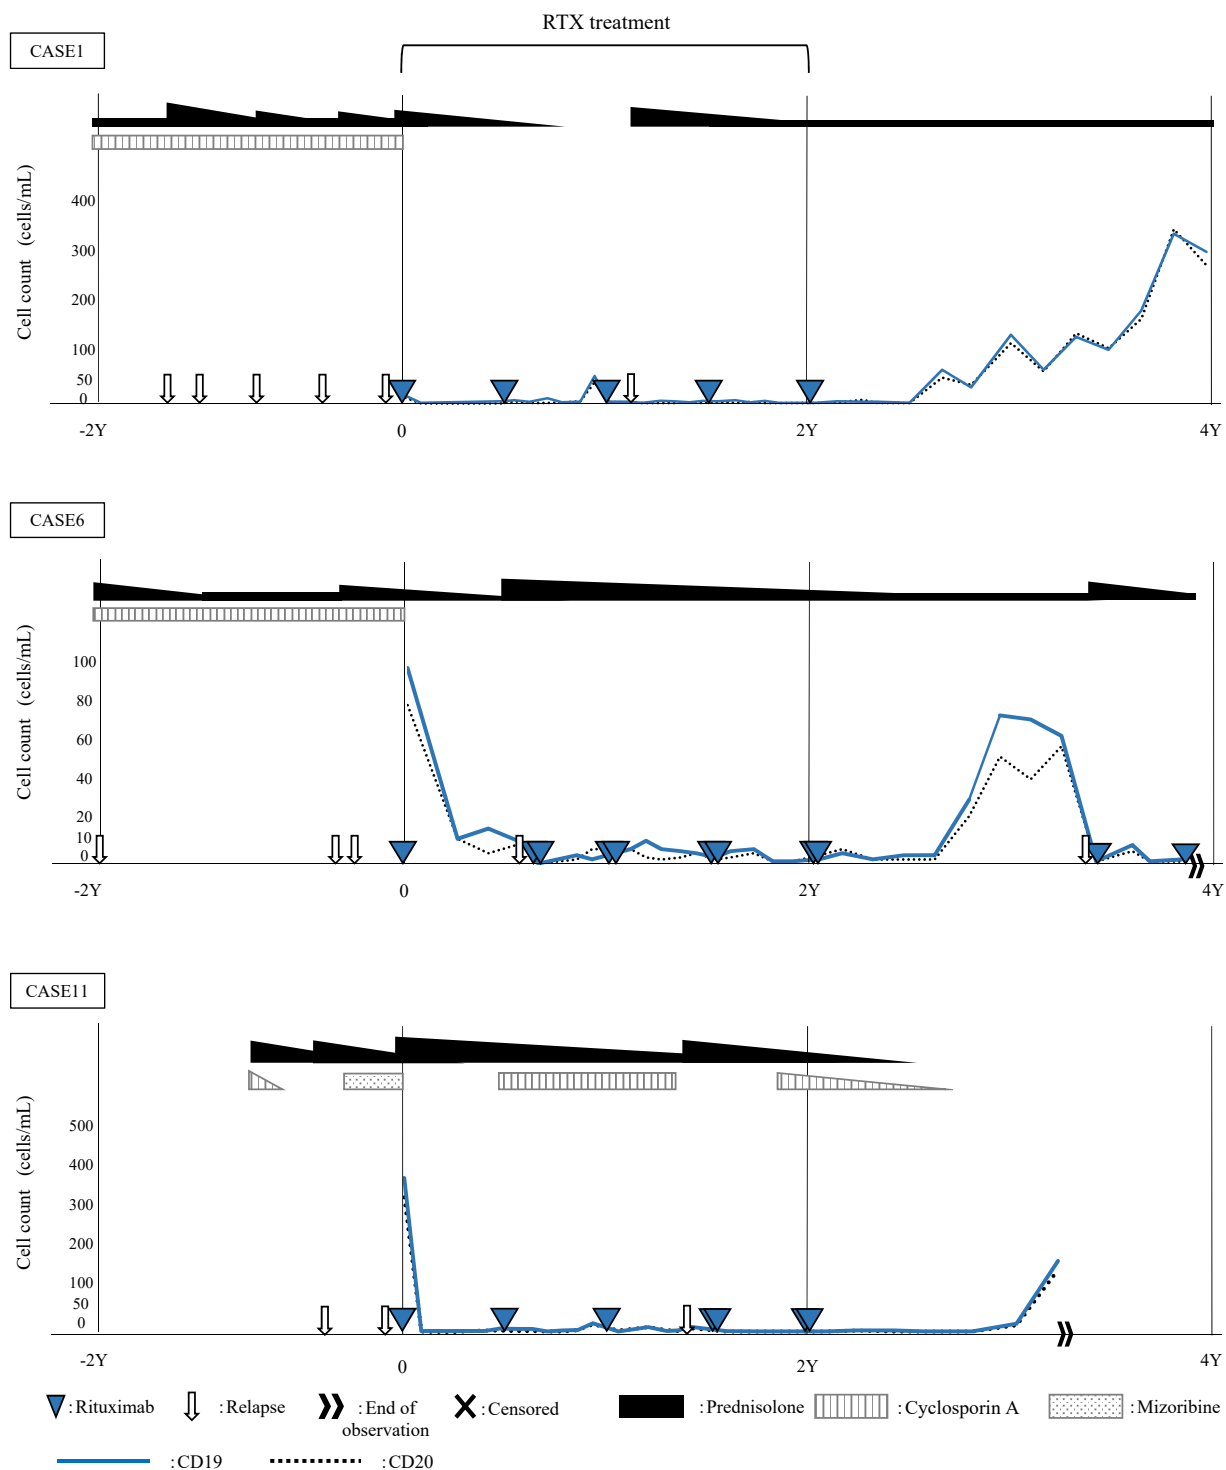 RTX treatment
CASE1
Cell count (cells/mL)
400
300
200
100
50
0
-2Y
0
2Y
4Y
CASE6
Cell count (cells/mL)
100
80
60
40
20
10
0
-2Y
0
2Y
4Y
CASE11
Cell count (cells/mL)
500
400
300
200
100
50
0
-2Y
0
2Y
4Y
:Rituximab
:Relapse
:End of
observation
:Censored
:Prednisolone
:Cyclosporin A
:Mizoribine
:CD19
:CD20